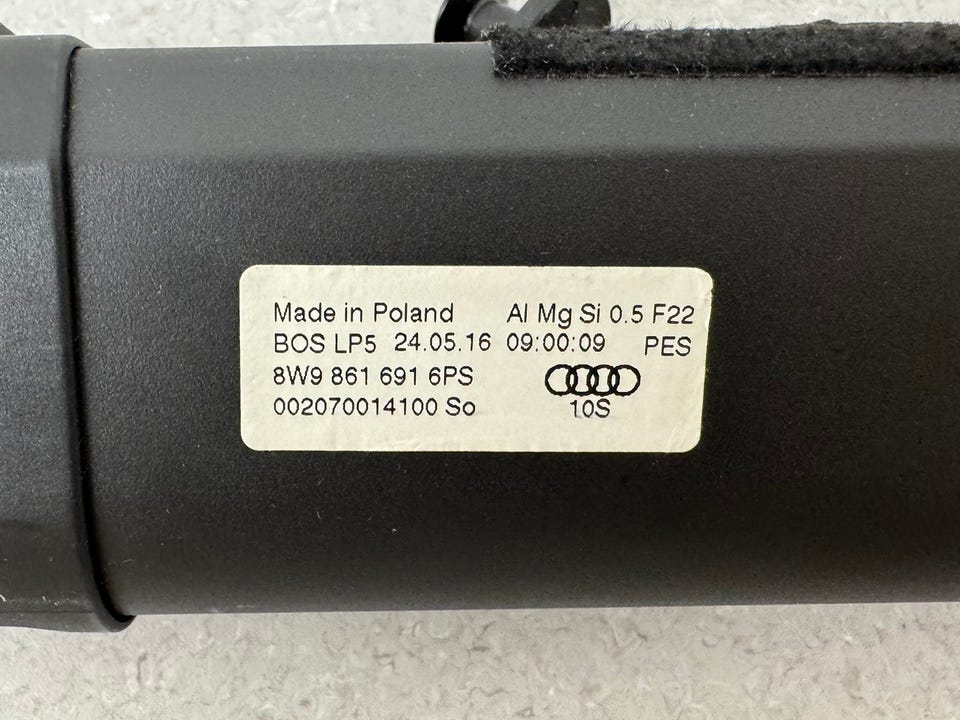 Made in Poland Al Mg Si 0.5 F22
BOS LP5 24.05.16 09:00:09 PES
8W9 861 691 6PS
002070014100 So 10S